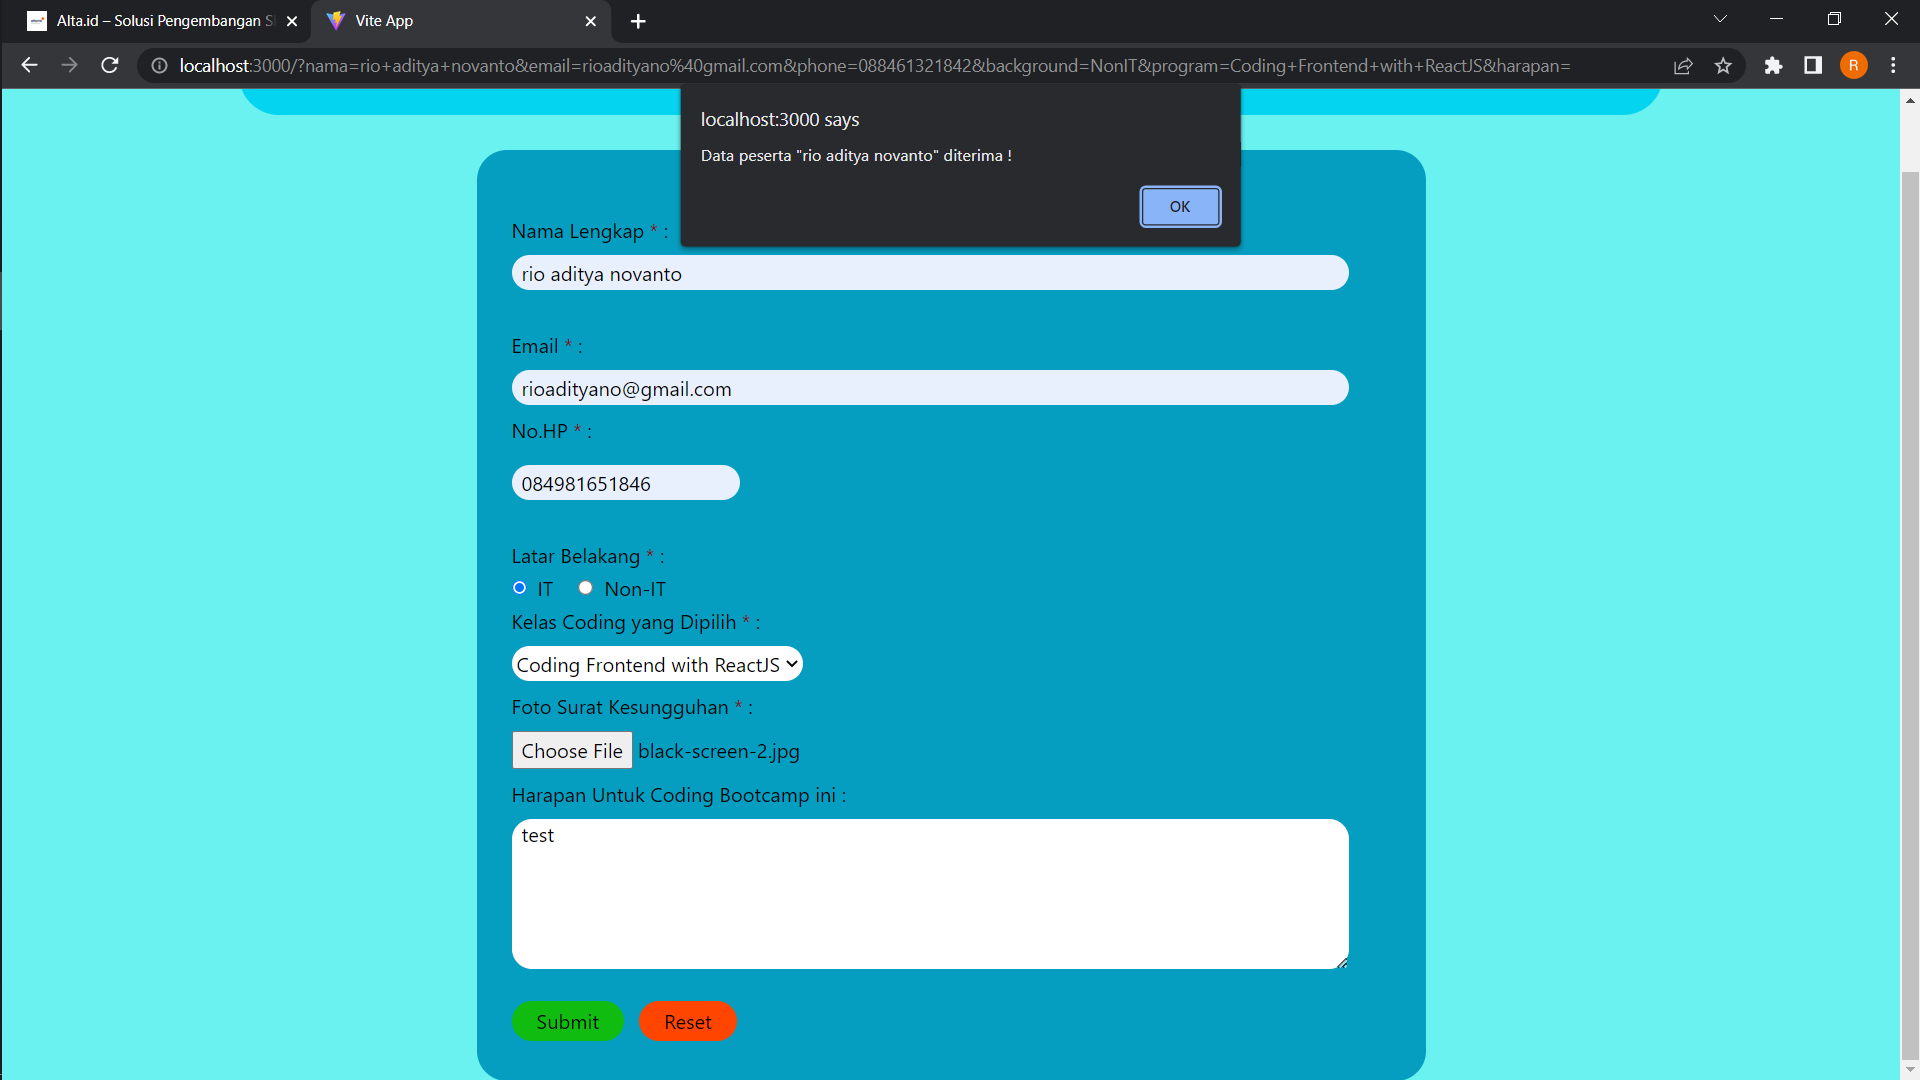 Alta.id – Solusi Pengembangan S
Vite App
localhost:3000/?nama=rio+aditya+novanto&email=rioadityano%40gmail.com&phone=088461321842&background=NonIT&program=Coding+Frontend+with+ReactJS&harapan=
R
localhost:3000 says
Data peserta "rio aditya novanto" diterima !
OK
Nama Lengkap * :
rio aditya novanto
Email * :
rioadityano@gmail.com
No.HP * :
084981651846
Latar Belakang * :
IT Non-IT
Kelas Coding yang Dipilih * :
Coding Frontend with ReactJS
Foto Surat Kesungguhan * :
Choose File black-screen-2.jpg
Harapan Untuk Coding Bootcamp ini :
test
Submit Reset